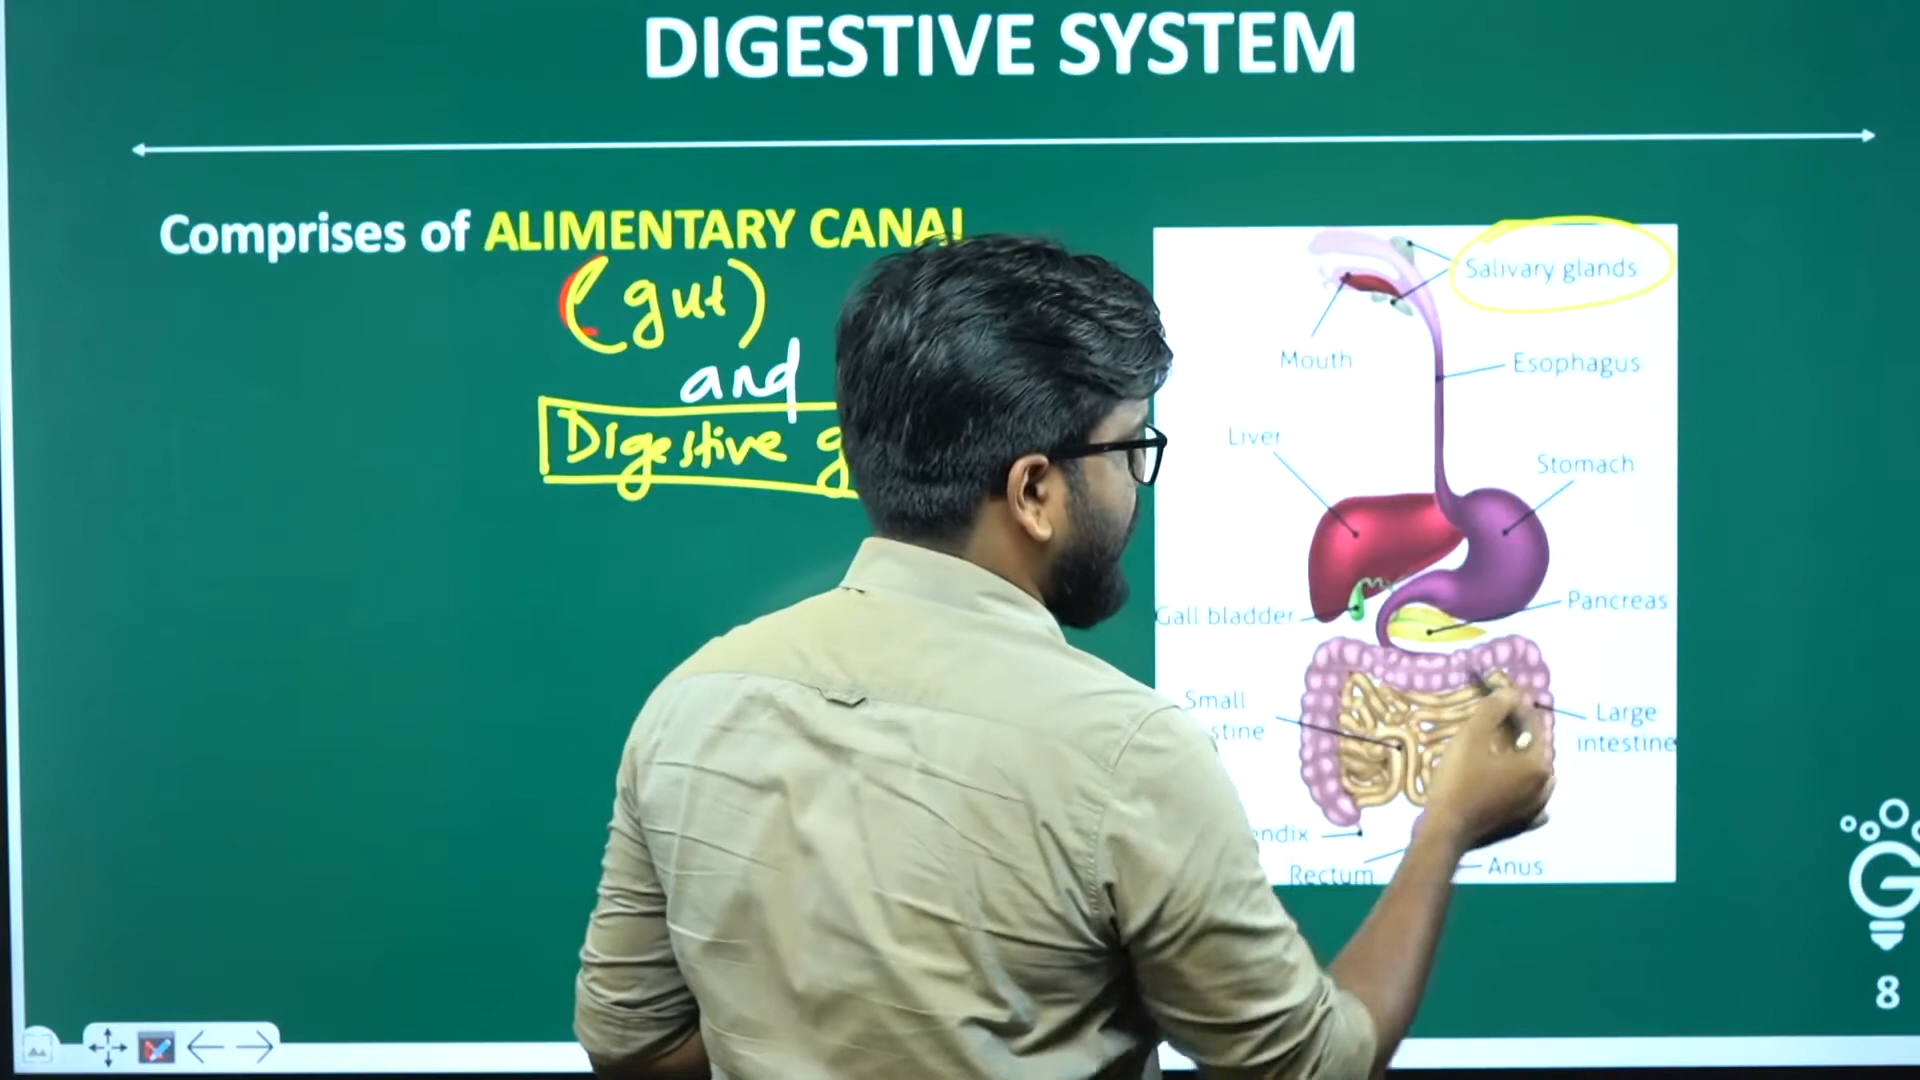 DIGESTIVE SYSTEM
Comprises of ALIMENTARY CANAL
(gut)
and
Digestive
Salivary glands
Mouth
Esophagus
Liver
Stomach
Gall bladder
Pancreas
Small
Large
intestine
Rectum
Anus
8